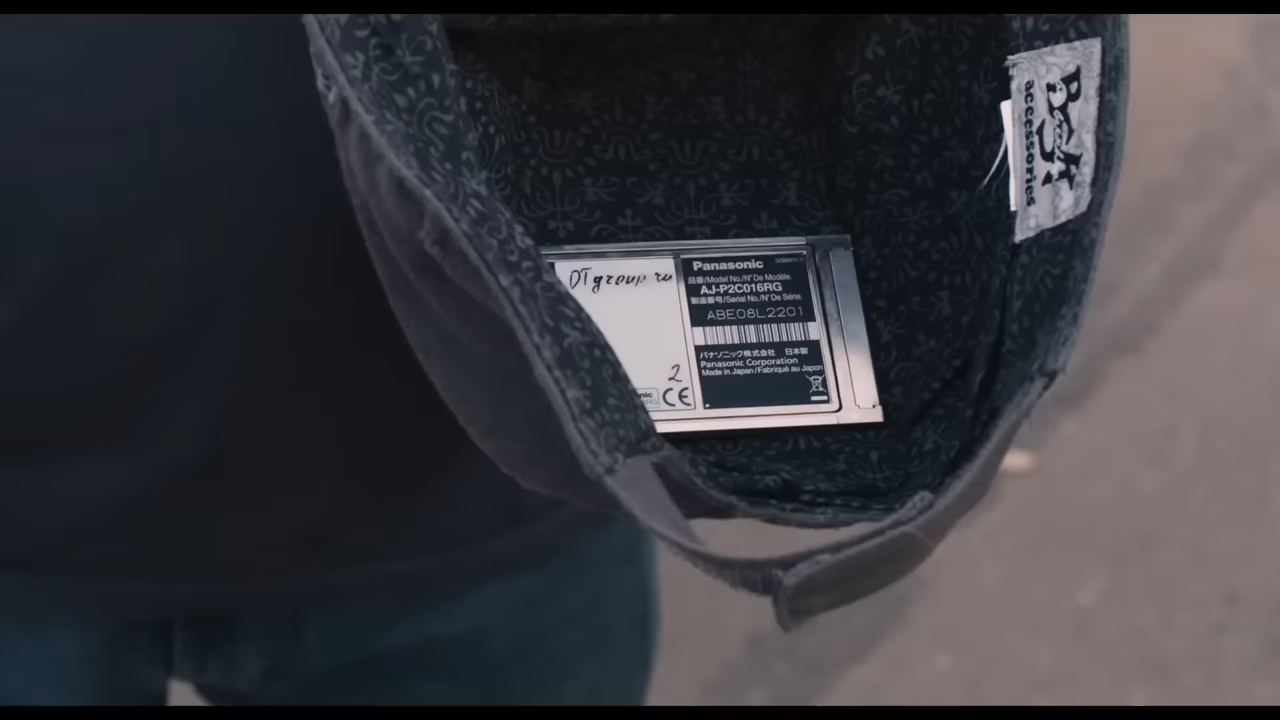 DTgroup ru
2
nic
CE
Panasonic
品番/Model No./N° De Modèle.
AJ-P2C016RG
製造番号/Serial No./N° De Série.
ABE08L2201
パナソニック株式会社 日本製
Panasonic Corporation
Made in Japan/Fabriqué au Japon
accessories